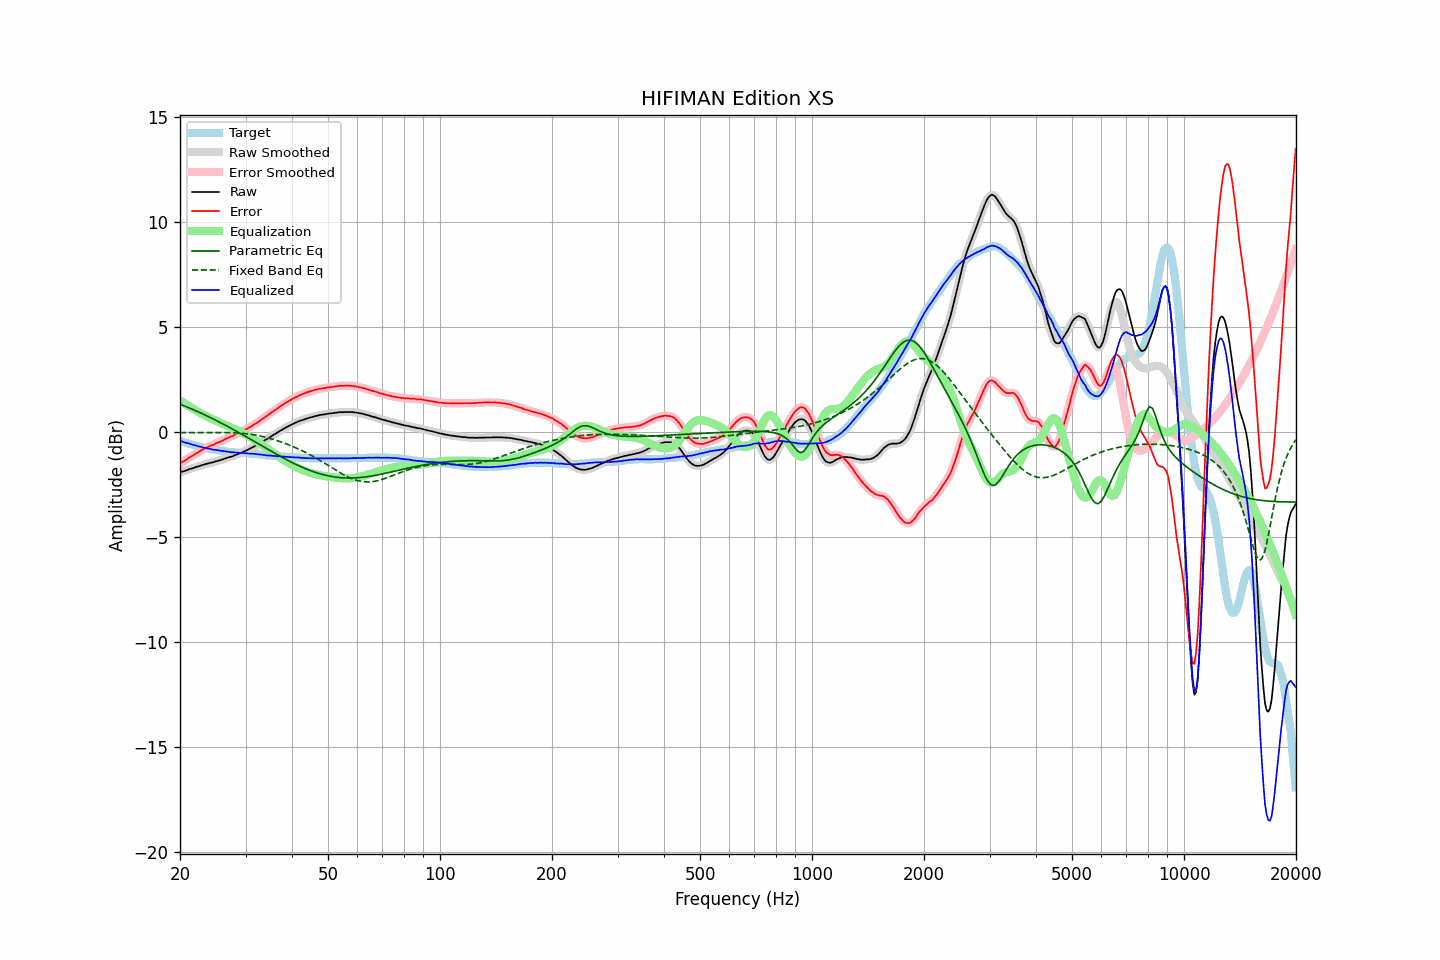 HIFIMAN Edition XS
Amplitude (dBr)
15
10
5
0
−5
−10
−15
−20
Target
Raw Smoothed
Error Smoothed
Raw
Error
Equalization
Parametric Eq
Fixed Band Eq
Equalized
20 50 100 200 500 1000 2000 5000 10000 20000
Frequency (Hz)